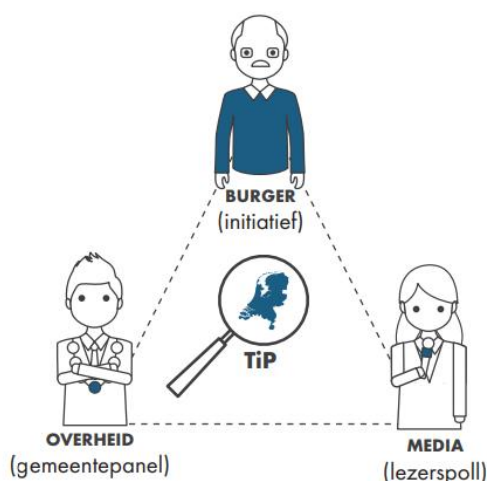 BURGER
(initiatief)
TiP
OVERHEID
(gemeentepanel)
MEDIA
(lezerspoll)